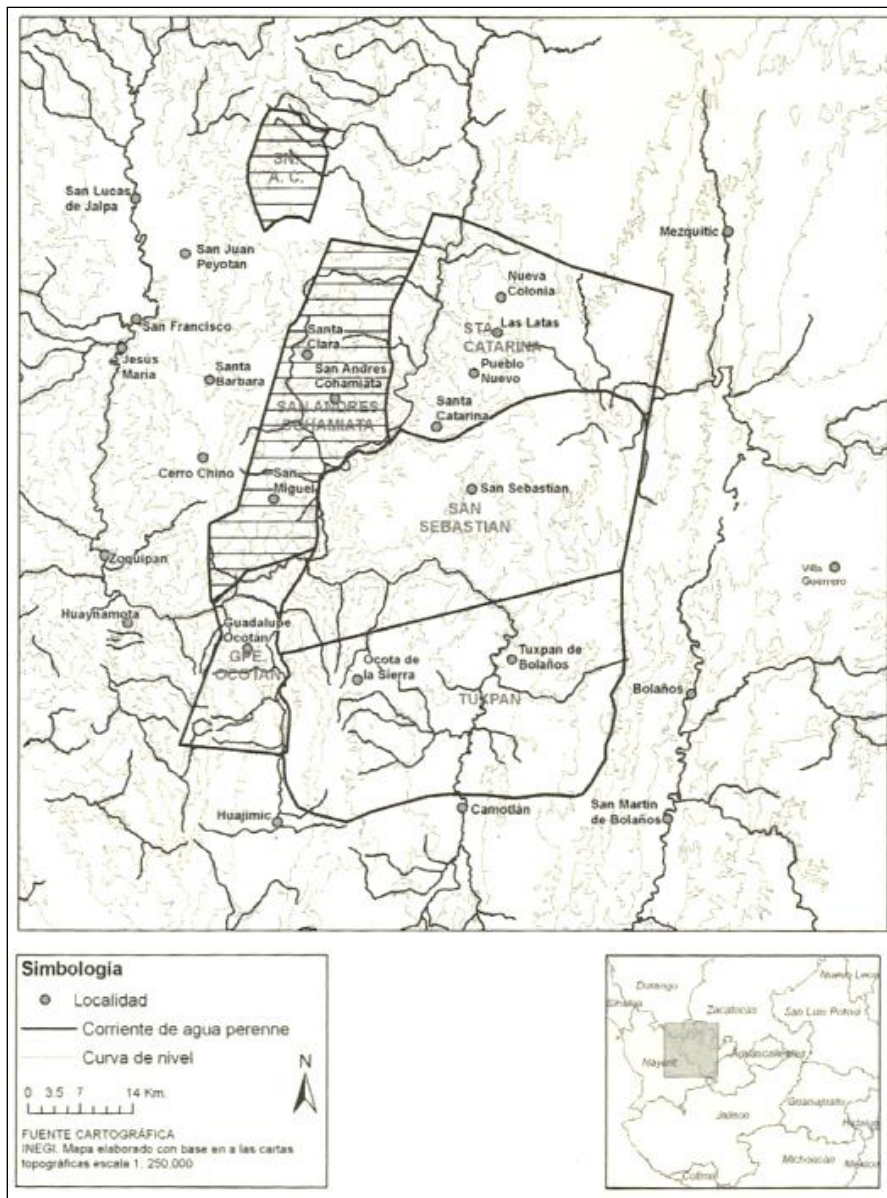 SN.
A. C.
San Lucas
de Jalpa
Mezquitic
San Juan
Peyotan
Nueva
Colonia
San Francisco
Las Latas
STA.
CATARINA
Santa
Clara
Jesús
María
Pueblo
Nuevo
San Andres
Cohamiata
Santa
Barbara
SAN ANDRES
COHAMIATA
Santa
Catarina
Cerro Chino
San
Miguel
San Sebastian
SAN
SEBASTIAN
Zoquipan
Villa
Guerrero
Huaynamota
Guadalupe
Ocotan
GPE.
OCOTAN
Ocota de
la Sierra
Tuxpan de
Bolaños
TUXPAN
Bolaños
Huajimic
Camotlán
San Martin
de Bolaños
Simbología
Localidad
Corriente de agua perenne
Curva de nivel
N
0 3.5 7 14 Km.
FUENTE CARTOGRÁFICA
INEGI. Mapa elaborado con base en a las cartas
topográficas escala 1: 250,000
Durango
Nuevo Leon
Sinaloa
Zacatecas
San Luis Potosí
Nayarit
Aguascalientes
Guanajuato
Jalisco
Hidalgo
Michoacán
México
Colima